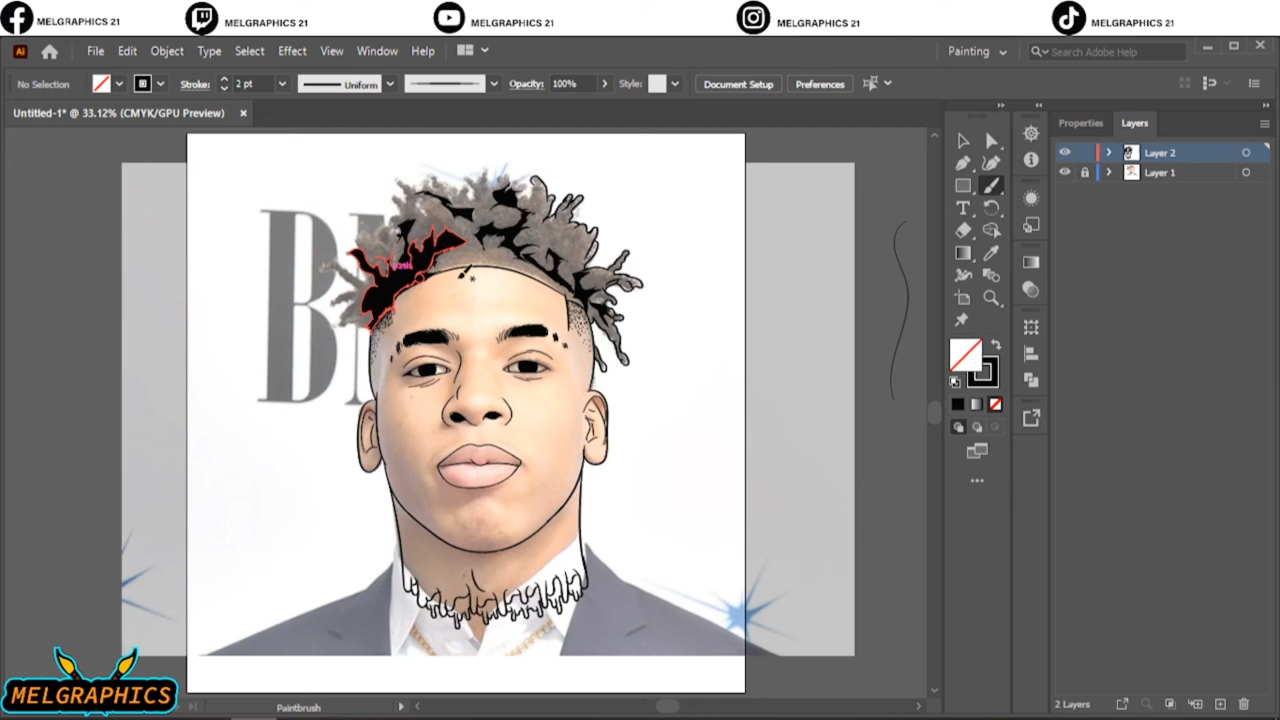 MELGRAPHICS 21
MELGRAPHICS 21
MELGRAPHICS 21
MELGRAPHICS 21
MELGRAPHICS 21
Ai File Edit Object Type Select Effect View Window Help Painting Search Adobe Help
No Selection Stroke: 2 pt Uniform Opacity: 100% Style: Document Setup Preferences
Untitled-1* @ 33.12% (CMYK/GPU Preview)
Properties Layers
Layer 2
Layer 1
path
MELGRAPHICS
Paintbrush
2 Layers